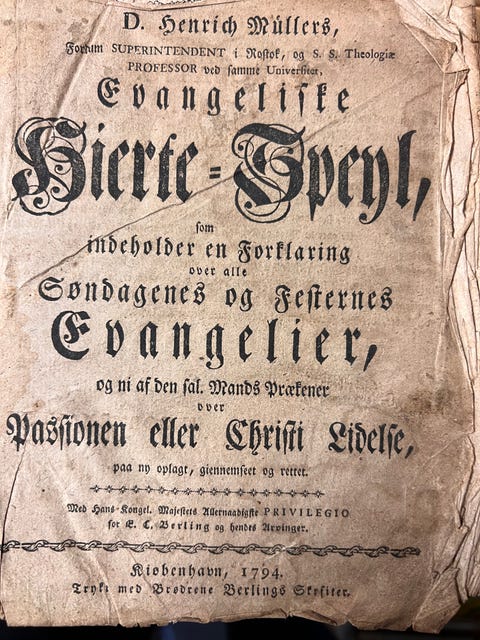 D. Henrich Müllers,
Forum SUPERINTENDENT i Rostok, og S. S. Theologiæ
PROFESSOR ved samme Universitet,
Evangeliske
Hierte-Speyl,
som
indeholder en Forklaring
over alle
Søndagenes og Festernes
Evangelier,
og ni af den sal. Mands Prækener
over
Passionen eller Christi Lidelse,
paa ny oplagt, giennemseet og rettet.
Med Hans Kongel. Majestets Allernaadigste PRIVILEGIO
for E. C. Berling og hendes Arvinger.
Kiøbenhavn, 1794.
Trykt med Brødrene Berlings Skrifter.